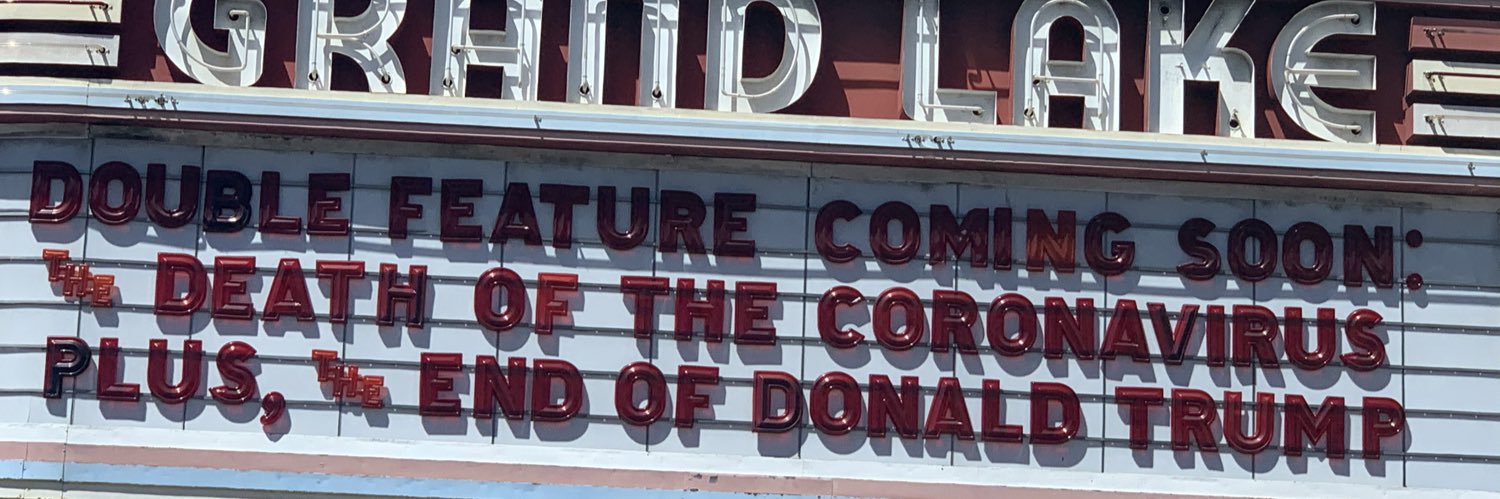 GRAND LAKE
DOUBLE FEATURE COMING SOON:
THE DEATH OF THE CORONAVIRUS
PLUS, THE END OF DONALD TRUMP